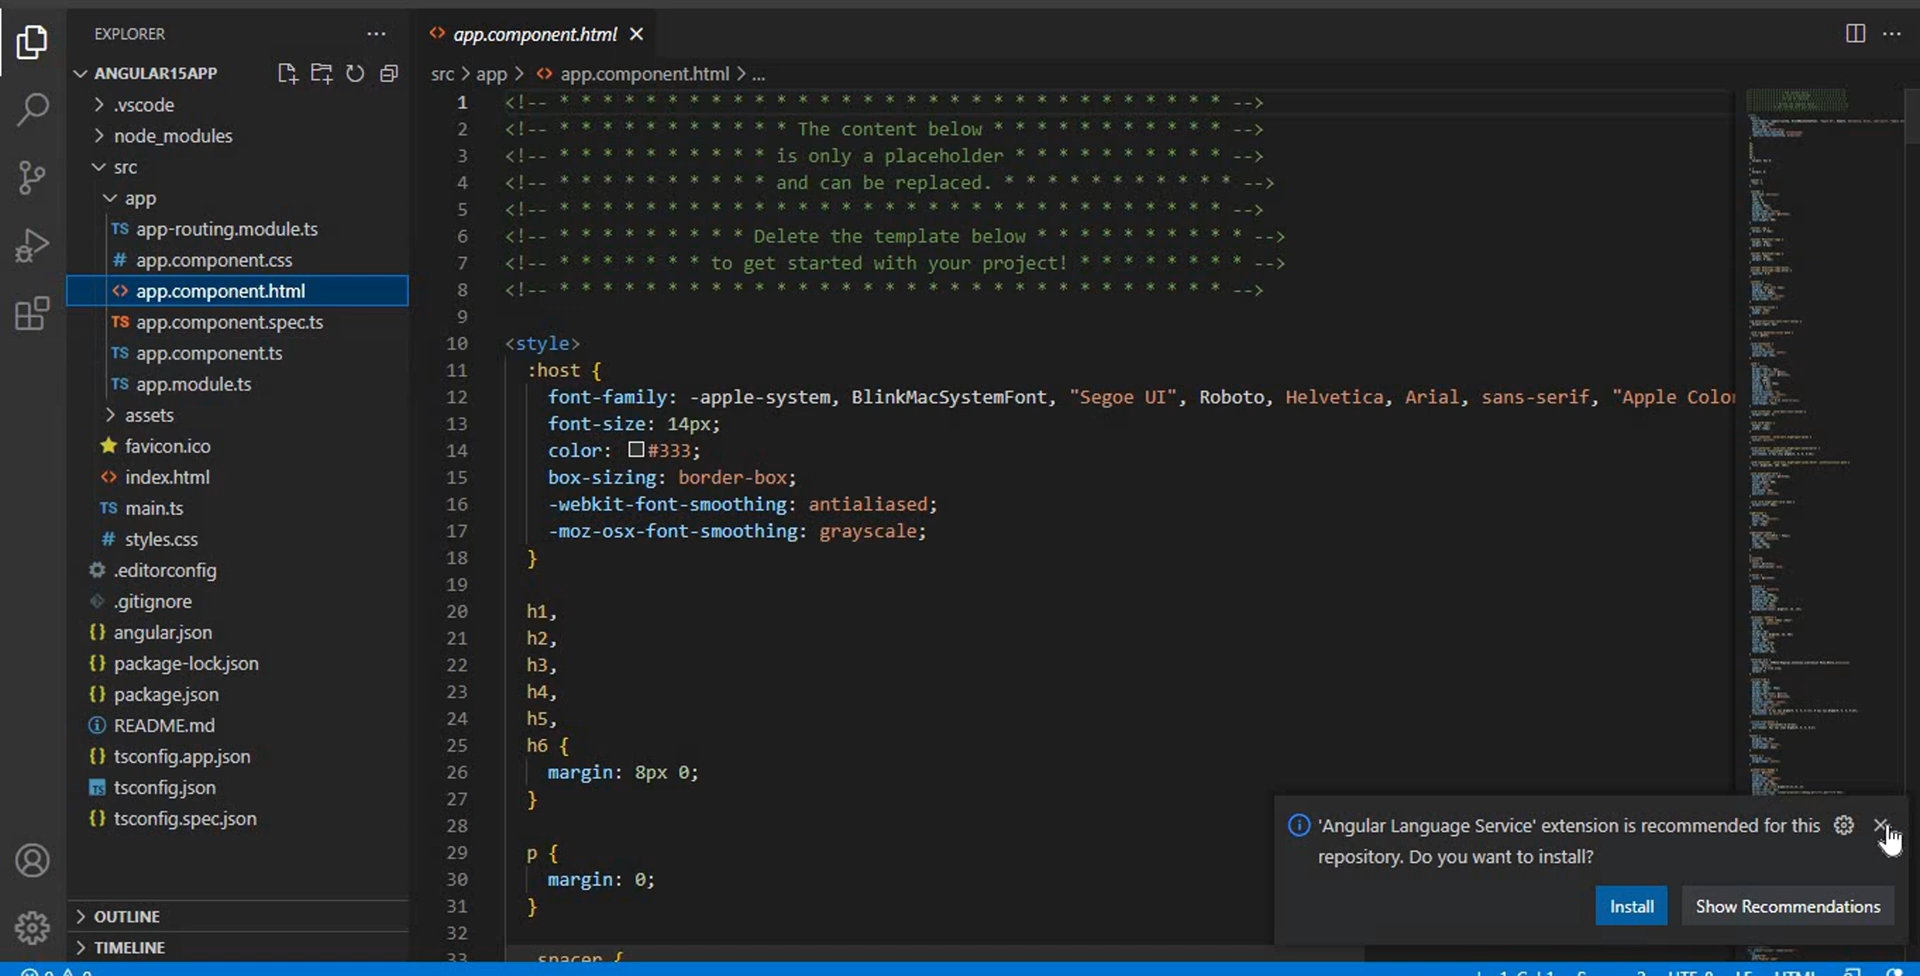 EXPLORER
ANGULAR15APP
.vscode
node_modules
src
app
TS app-routing.module.ts
# app.component.css
<> app.component.html
TS app.component.spec.ts
TS app.component.ts
TS app.module.ts
assets
favicon.ico
<> index.html
TS main.ts
# styles.css
.editorconfig
.gitignore
{} angular.json
{} package-lock.json
{} package.json
README.md
{} tsconfig.app.json
TS tsconfig.json
{} tsconfig.spec.json
OUTLINE
TIMELINE
<> app.component.html
src > app > <> app.component.html > ...
1 <!-- * * * * * * * * * * * * * * * * * * * * * * * * * * * * * * * -->
2 <!-- * * * * * * * * * * * The content below * * * * * * * * * * * -->
3 <!-- * * * * * * * * * * is only a placeholder * * * * * * * * * * -->
4 <!-- * * * * * * * * * * and can be replaced. * * * * * * * * * * * -->
5 <!-- * * * * * * * * * * * * * * * * * * * * * * * * * * * * * * * -->
6 <!-- * * * * * * * * * Delete the template below * * * * * * * * * * -->
7 <!-- * * * * * * * to get started with your project! * * * * * * * * -->
8 <!-- * * * * * * * * * * * * * * * * * * * * * * * * * * * * * * * -->
9
10 <style>
11 :host {
12 font-family: -apple-system, BlinkMacSystemFont, "Segoe UI", Roboto, Helvetica, Arial, sans-serif, "Apple Color
13 font-size: 14px;
14 color: #333;
15 box-sizing: border-box;
16 -webkit-font-smoothing: antialiased;
17 -moz-osx-font-smoothing: grayscale;
18 }
19
20 h1,
21 h2,
22 h3,
23 h4,
24 h5,
25 h6 {
26 margin: 8px 0;
27 }
28
29 p {
30 margin: 0;
31 }
32
33 .spacer {
'Angular Language Service' extension is recommended for this
repository. Do you want to install?
Install
Show Recommendations